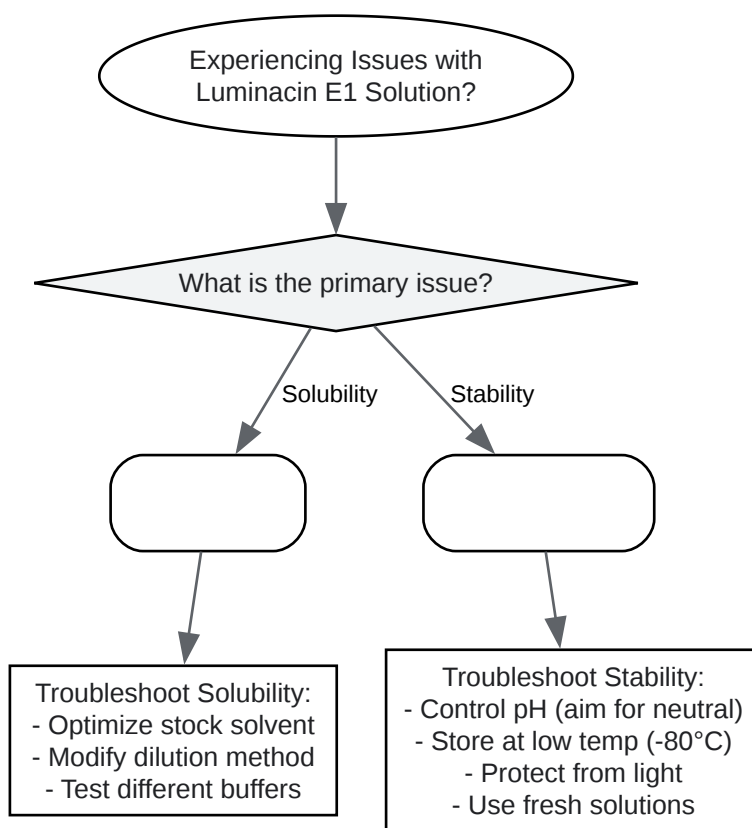 Experiencing Issues with
Luminacin E1 Solution?
What is the primary issue?
Solubility
Stability
Troubleshoot Solubility:
- Optimize stock solvent
- Modify dilution method
- Test different buffers
Troubleshoot Stability:
- Control pH (aim for neutral)
- Store at low temp (-80°C)
- Protect from light
- Use fresh solutions